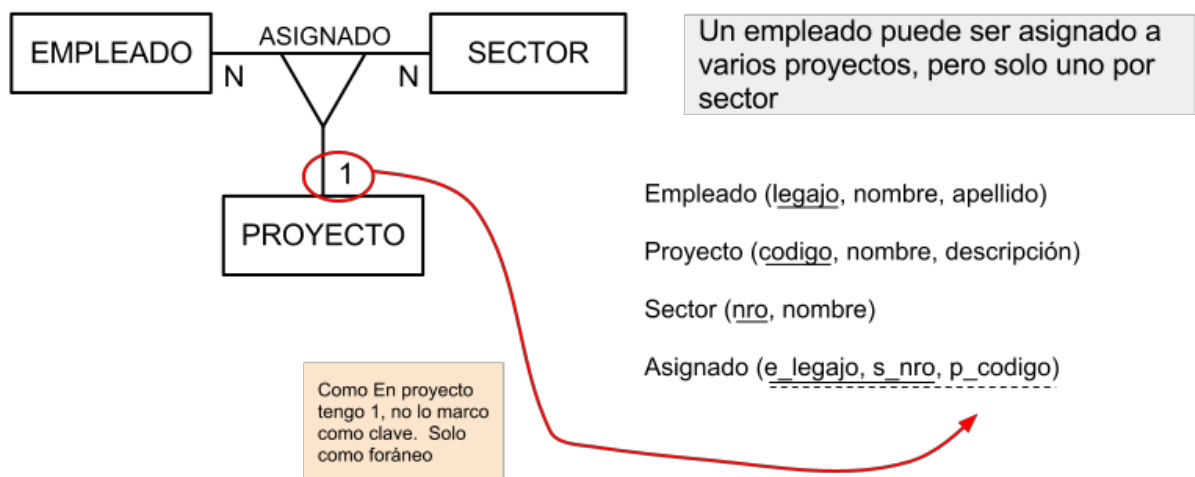 EMPLEADO
ASIGNADO
SECTOR
N
N
1
PROYECTO
Un empleado puede ser asignado a
varios proyectos, pero solo uno por
sector
Empleado (legajo, nombre, apellido)
Proyecto (codigo, nombre, descripción)
Sector (nro, nombre)
Asignado (e_legajo, s_nro, p_codigo)
Como En proyecto
tengo 1, no lo marco
como clave. Solo
como foráneo